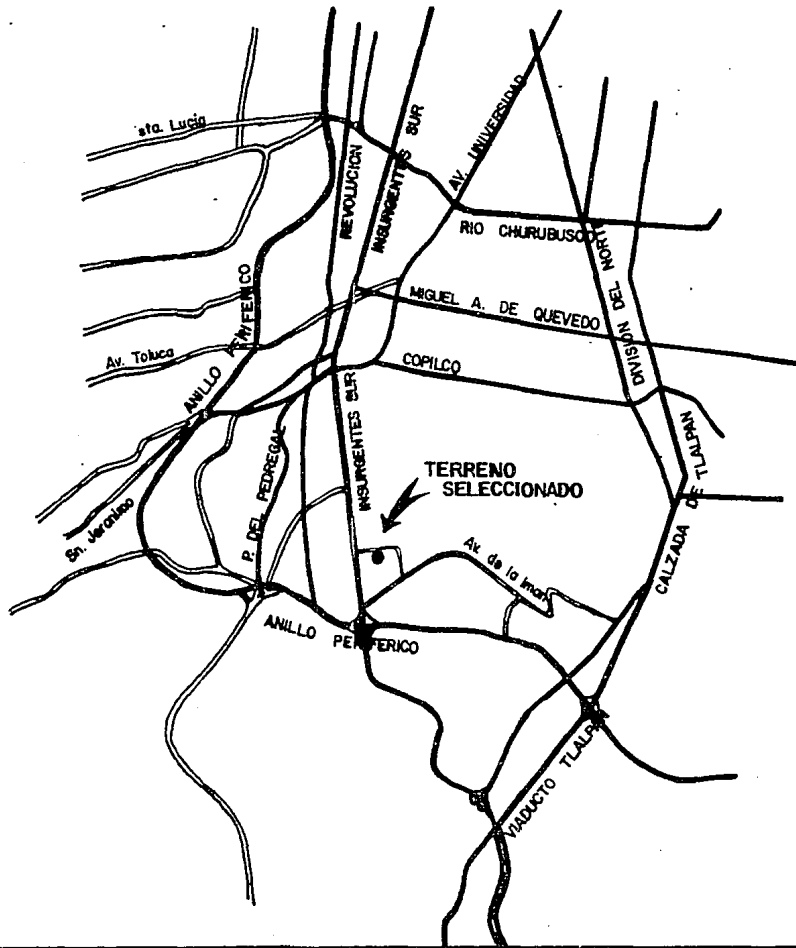 sta. Lucia
REVOLUCION
INSURGENTES SUR
AV. UNIVERSIDAD
RIO CHURUBUSCO
ANILLO PERIFERICO
MIGUEL A. DE QUEVEDO
DIVISION DEL NORTE
Av. Toluca
COPILCO
P. DEL PEDREGAL
INSURGENTES SUR
TERRENO
SELECCIONADO
CALZADA DE TLALPAN
Sn. Jeronimo
Av. de la Iman
ANILLO PERIFERICO
VIADUCTO TLALPAN